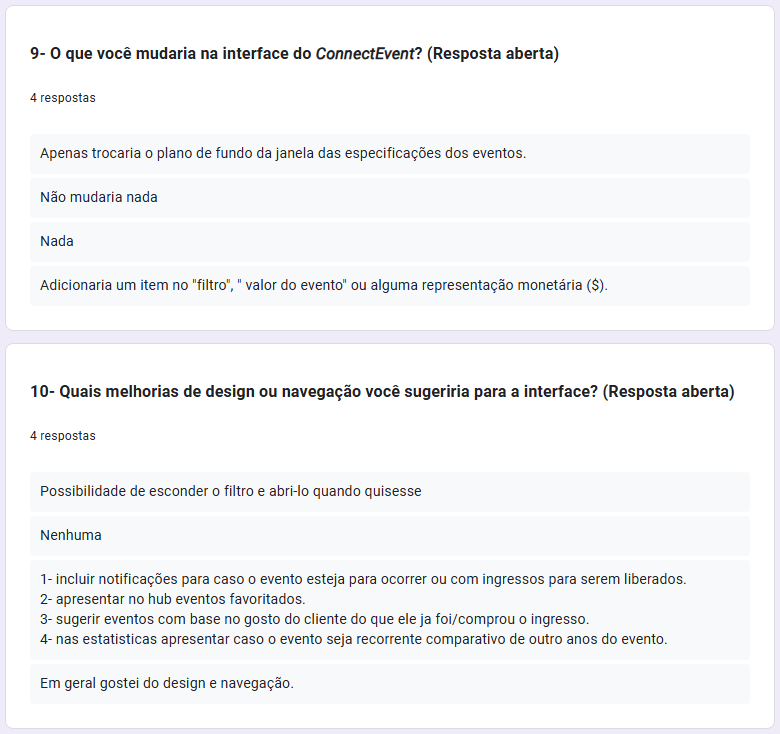 9- O que você mudaria na interface do ConnectEvent? (Resposta aberta)
4 respostas
Apenas trocaria o plano de fundo da janela das especificações dos eventos.
Não mudaria nada
Nada
Adicionaria um item no "filtro", " valor do evento" ou alguma representação monetária ($).
10- Quais melhorias de design ou navegação você sugeriria para a interface? (Resposta aberta)
4 respostas
Possibilidade de esconder o filtro e abri-lo quando quisesse
Nenhuma
1- incluir notificações para caso o evento esteja para ocorrer ou com ingressos para serem liberados.
2- apresentar no hub eventos favoritados.
3- sugerir eventos com base no gosto do cliente do que ele ja foi/comprou o ingresso.
4- nas estatisticas apresentar caso o evento seja recorrente comparativo de outro anos do evento.
Em geral gostei do design e navegação.